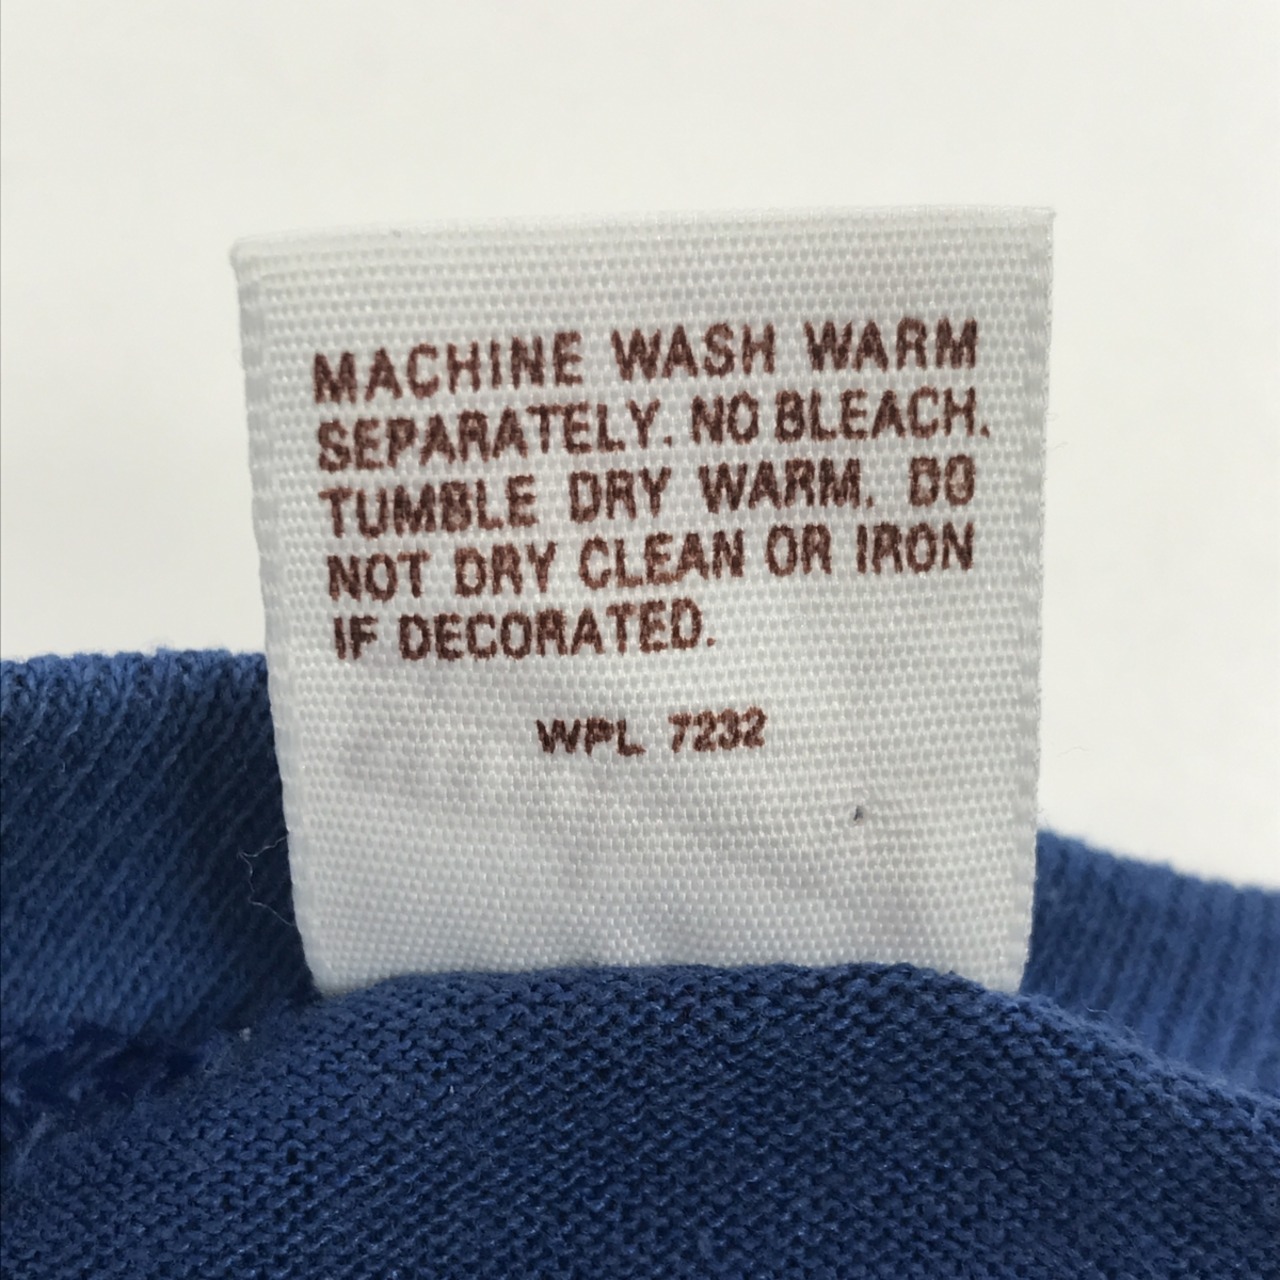 MACHINE WASH WARM
SEPARATELY. NO BLEACH.
TUMBLE DRY WARM. DO
NOT DRY CLEAN OR IRON
IF DECORATED.
WPL 7232